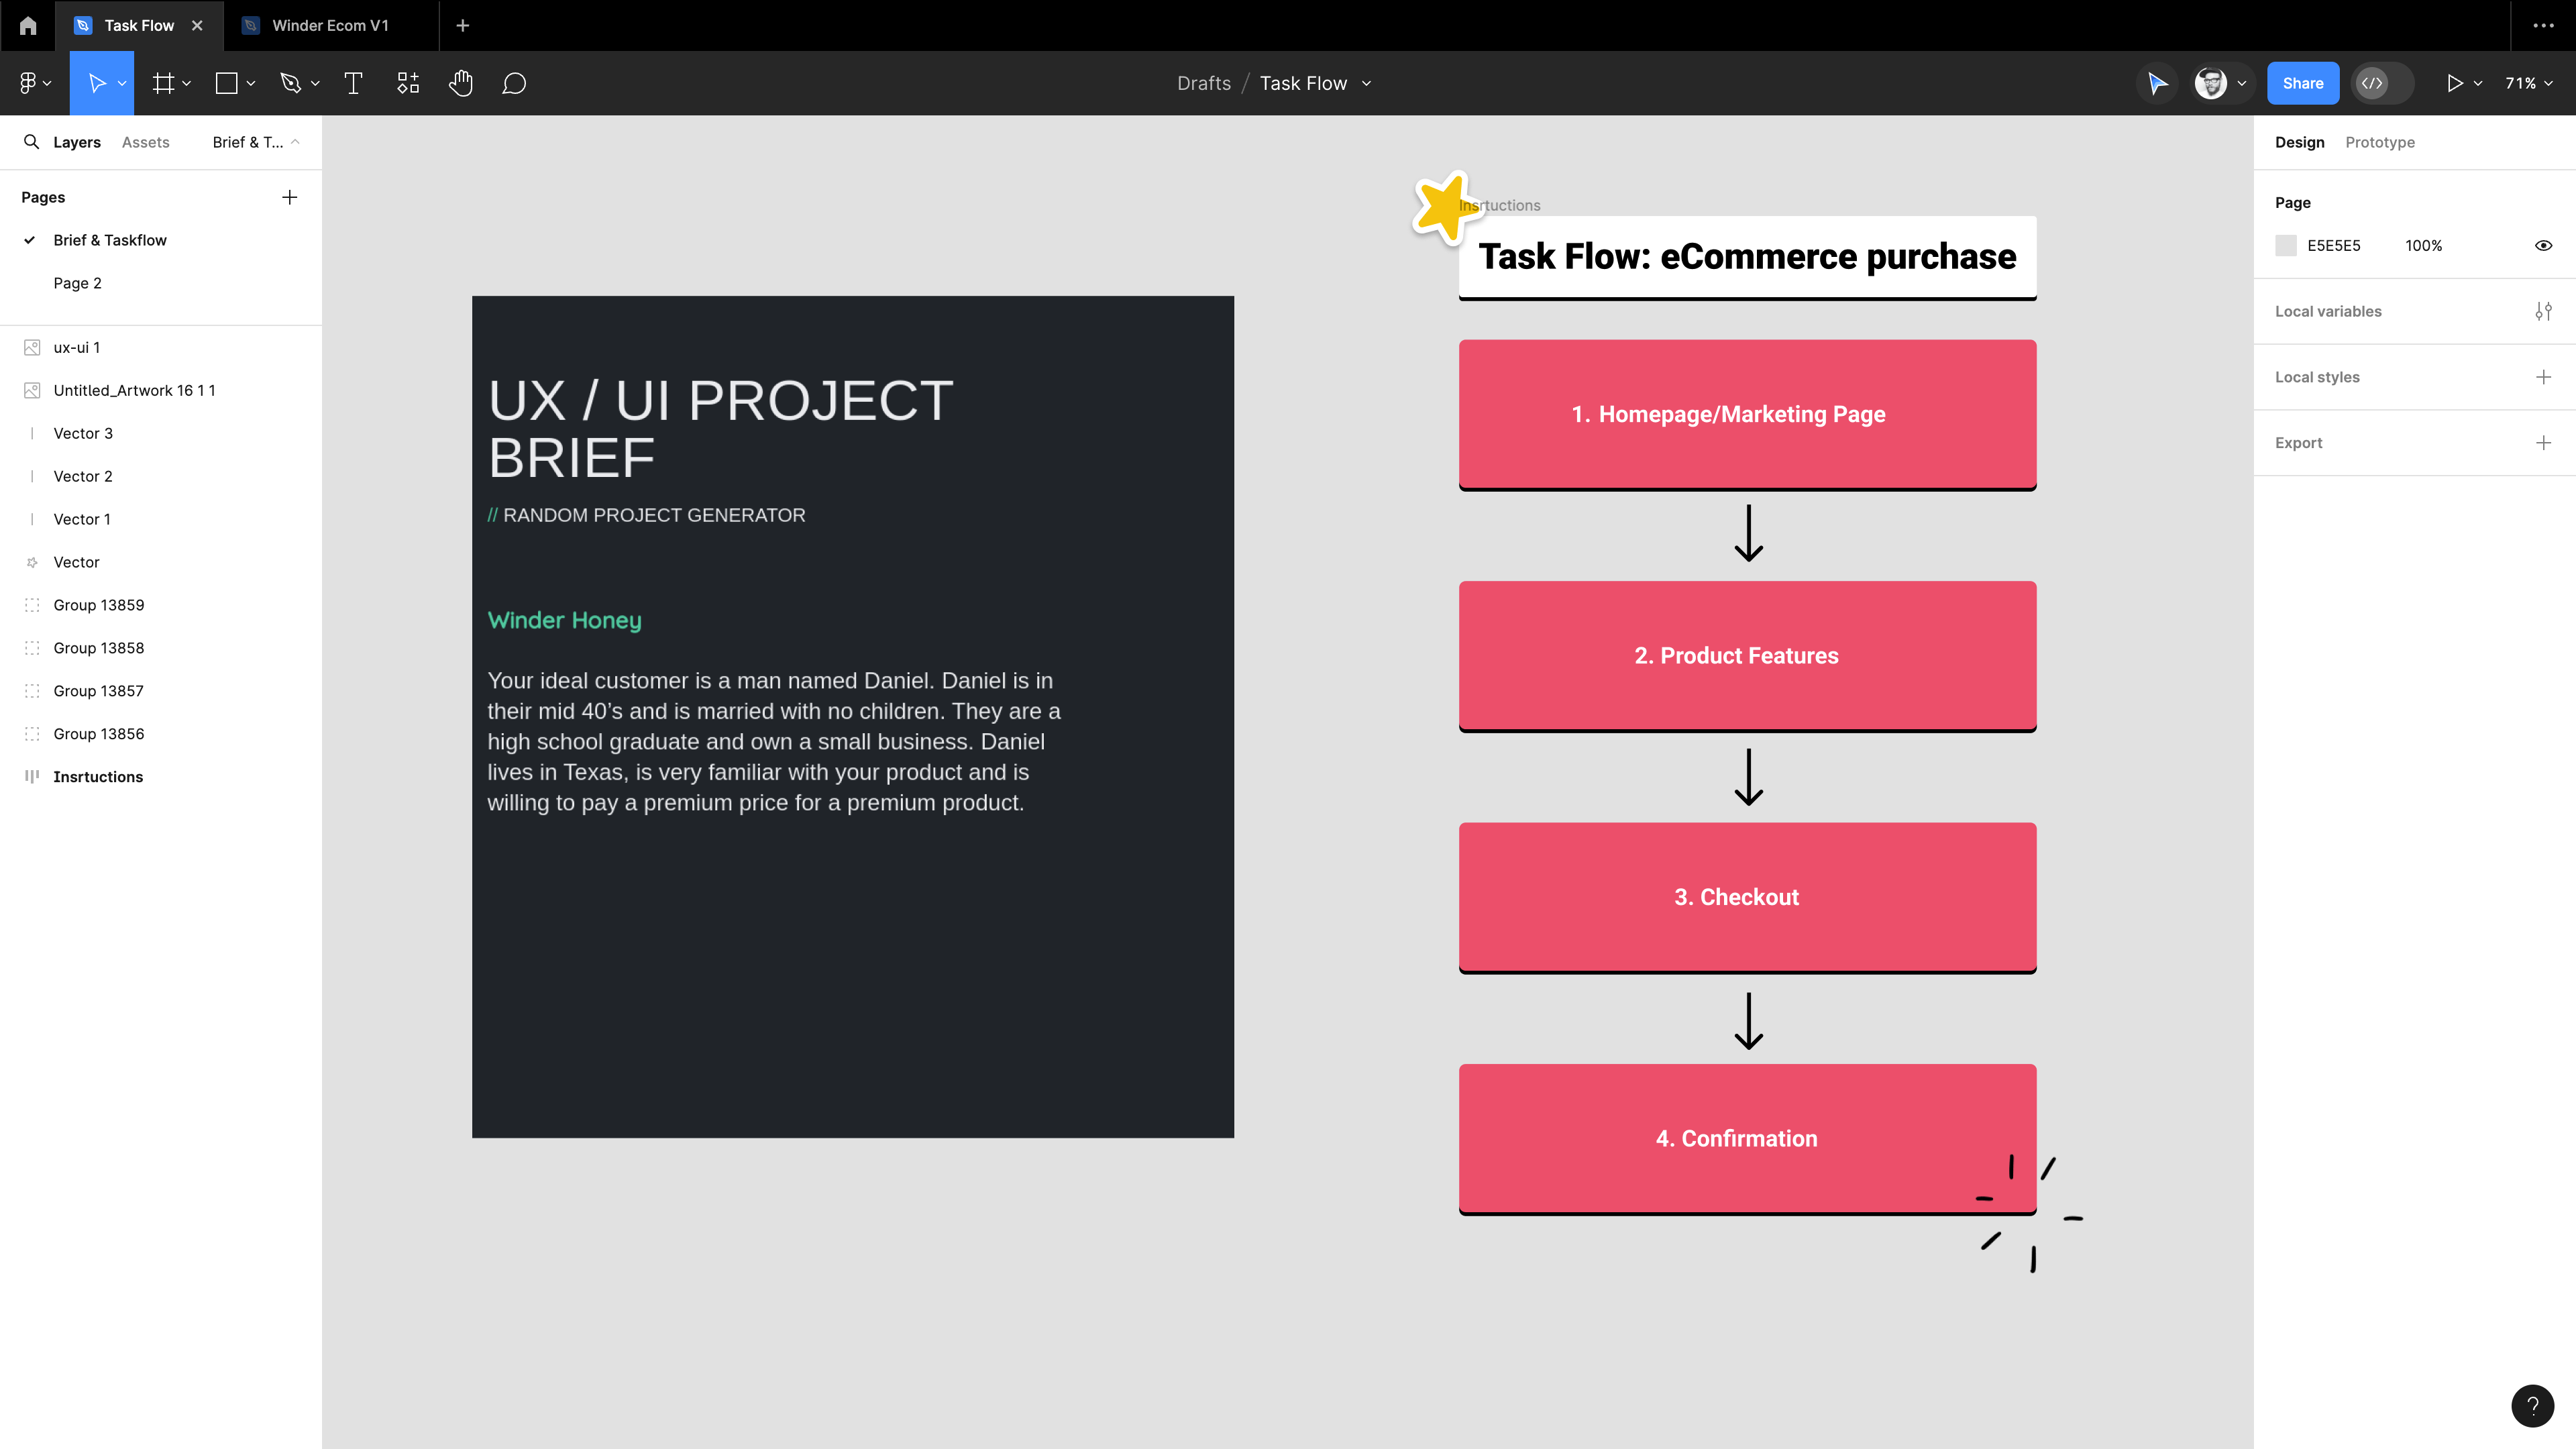 Task Flow
Winder Ecom V1
Drafts / Task Flow
Share
71%
Layers
Assets
Brief & T...
Pages
Brief & Taskflow
Page 2
ux-ui 1
Untitled_Artwork 16 1 1
Vector 3
Vector 2
Vector 1
Vector
Group 13859
Group 13858
Group 13857
Group 13856
Insrtuctions
UX / UI PROJECT
BRIEF
// RANDOM PROJECT GENERATOR
Winder Honey
Your ideal customer is a man named Daniel. Daniel is in
their mid 40’s and is married with no children. They are a
high school graduate and own a small business. Daniel
lives in Texas, is very familiar with your product and is
willing to pay a premium price for a premium product.
Insrtuctions
Task Flow: eCommerce purchase
1. Homepage/Marketing Page
2. Product Features
3. Checkout
4. Confirmation
Design
Prototype
Page
E5E5E5 100%
Local variables
Local styles
Export
?